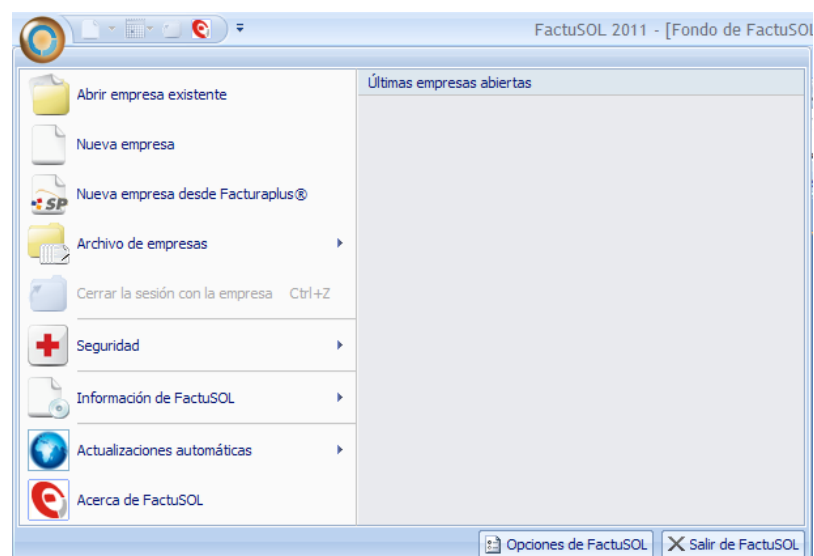 FactuSOL 2011 - [Fondo de FactuSOL
Últimas empresas abiertas
Abrir empresa existente
Nueva empresa
SP
Nueva empresa desde Facturaplus®
Archivo de empresas
Cerrar la sesión con la empresa Ctrl+Z
Seguridad
Información de FactuSOL
Actualizaciones automáticas
Acerca de FactuSOL
Opciones de FactuSOL
Salir de FactuSOL